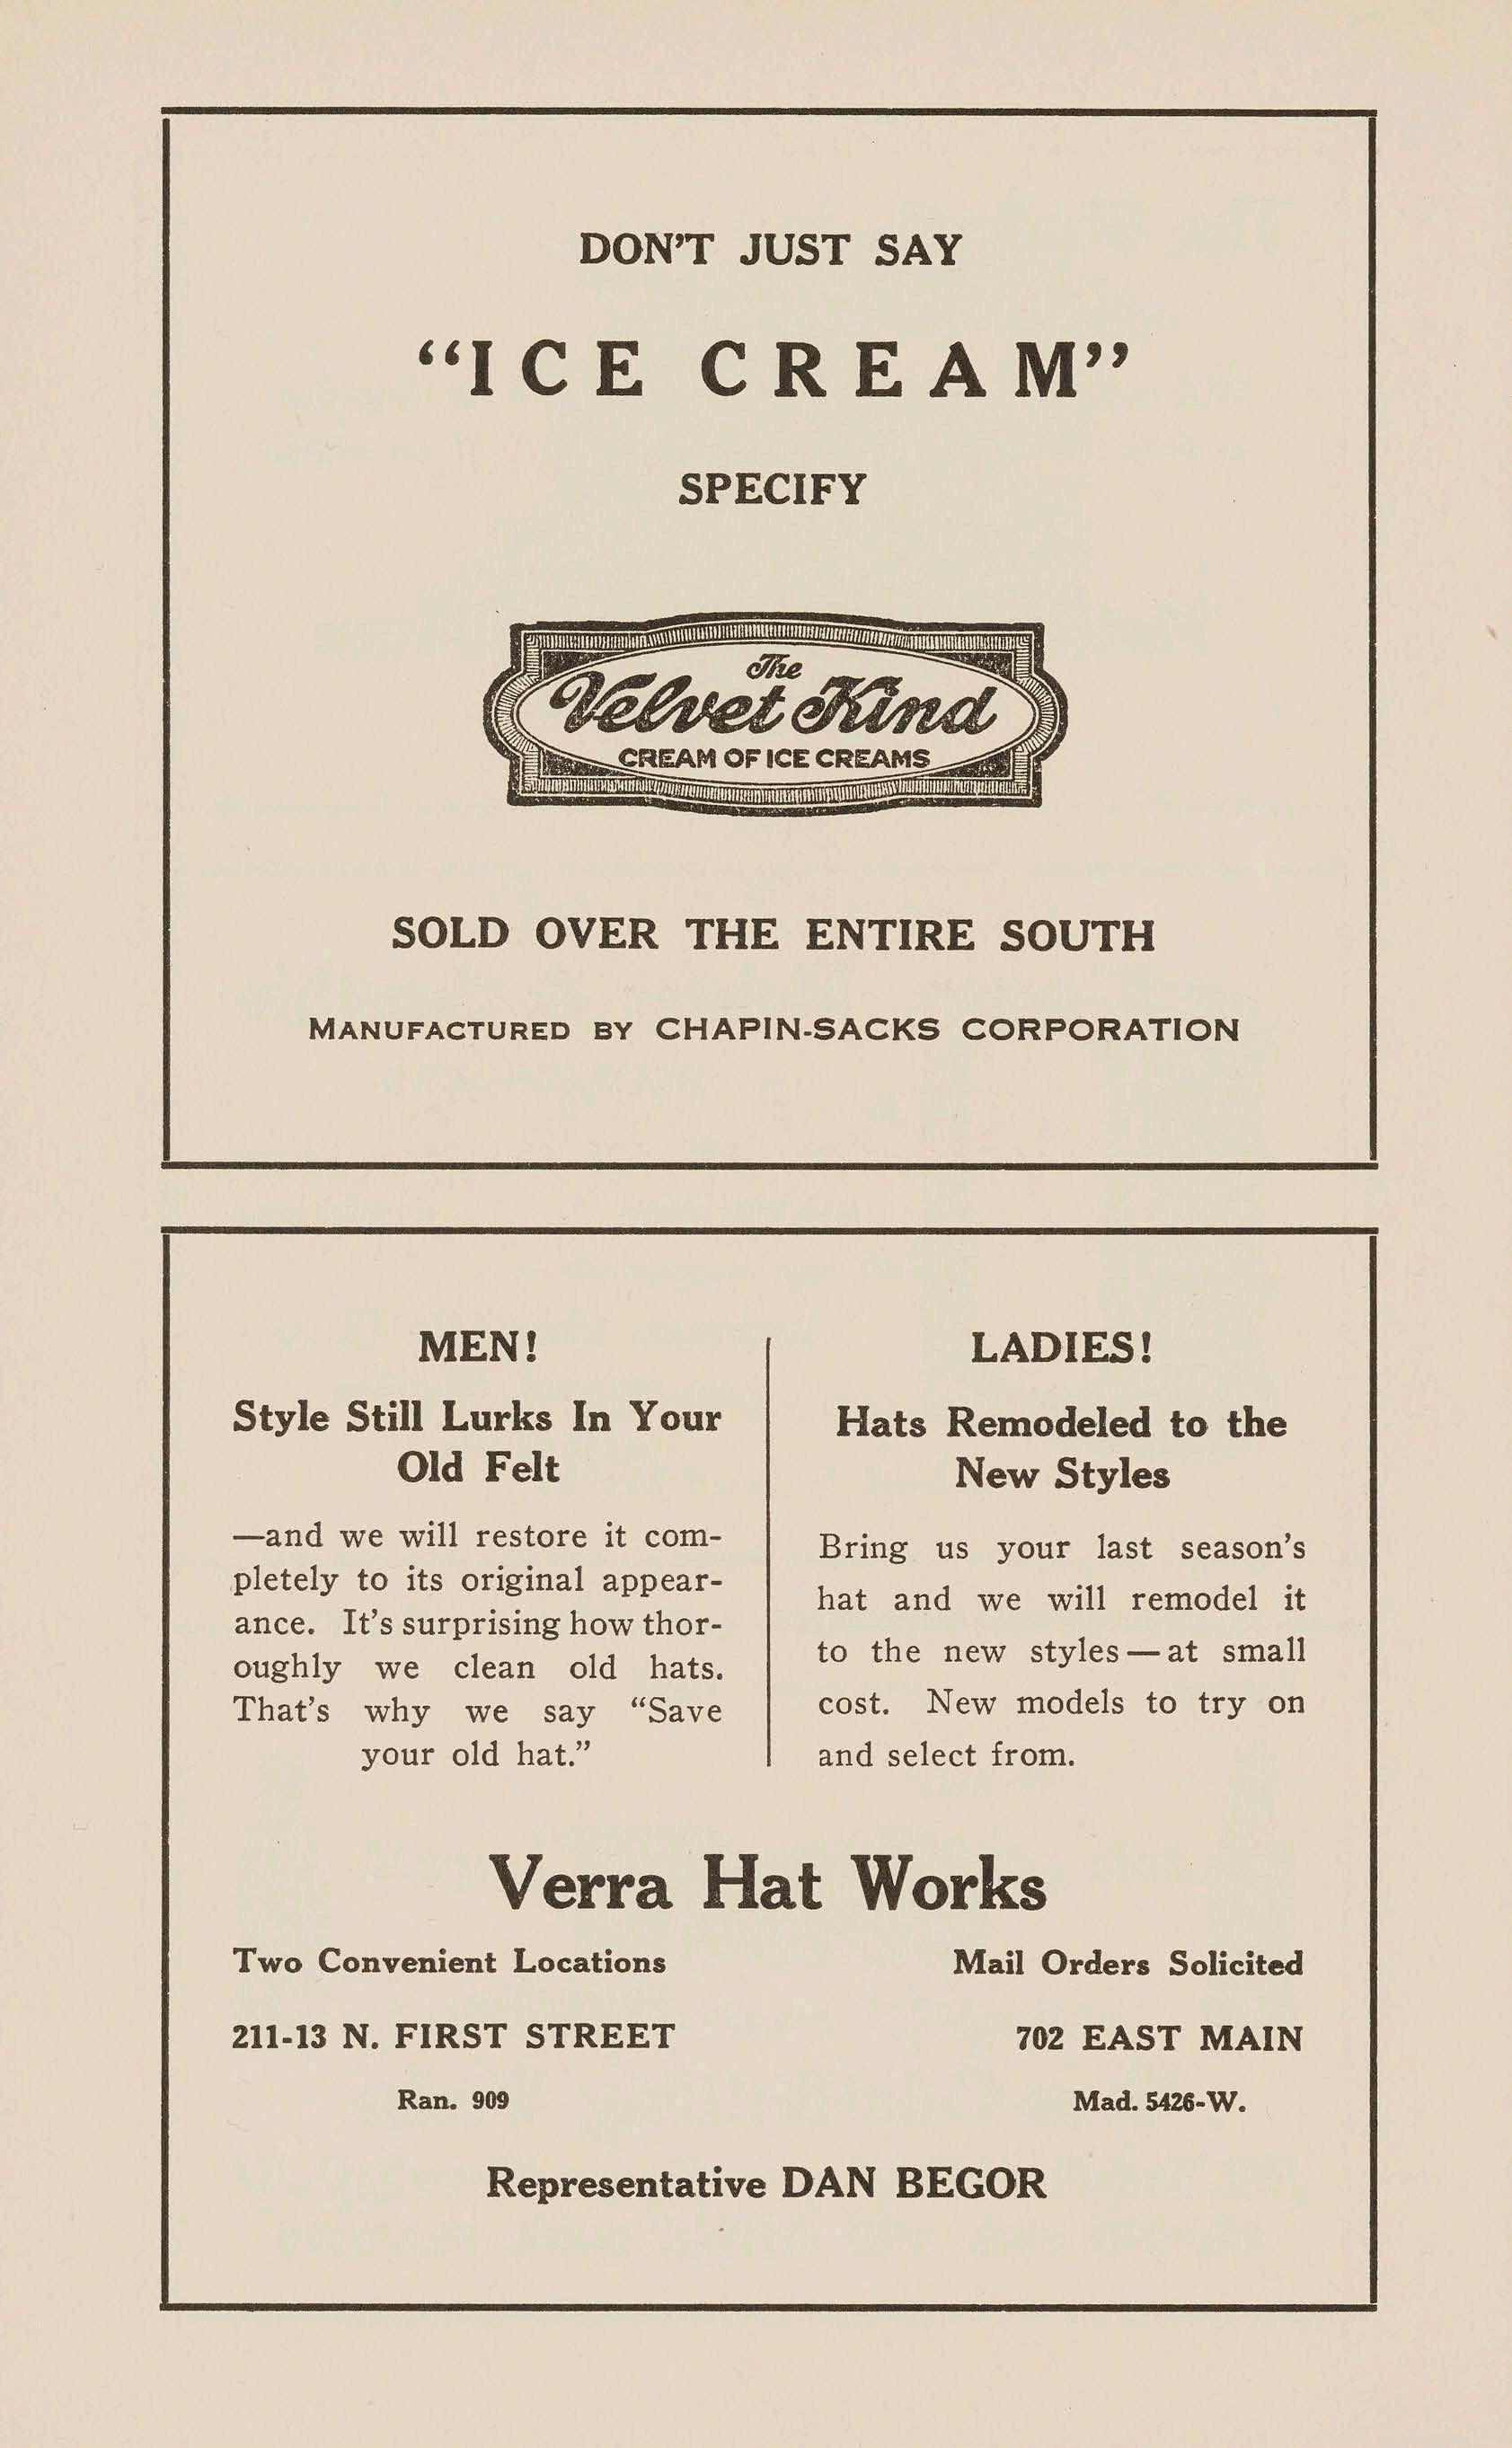 DON'T JUST SAY
“ICE CREAM”
SPECIFY
The
Velvet Kind
CREAM OF ICE CREAMS
SOLD OVER THE ENTIRE SOUTH
MANUFACTURED BY CHAPIN-SACKS CORPORATION
MEN!
Style Still Lurks In Your
Old Felt
—and we will restore it com-
pletely to its original appear-
ance. It's surprising how thor-
oughly we clean old hats.
That's why we say “Save
your old hat.”
LADIES!
Hats Remodeled to the
New Styles
Bring us your last season's
hat and we will remodel it
to the new styles—at small
cost. New models to try on
and select from.
Verra Hat Works
Two Convenient Locations
Mail Orders Solicited
211-13 N. FIRST STREET
702 EAST MAIN
Ran. 909
Mad. 5426-W.
Representative DAN BEGOR